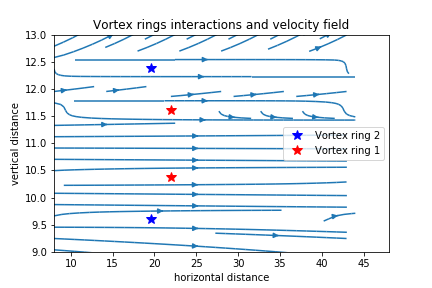 Vortex rings interactions and velocity field
13.0
12.5
12.0
11.5
11.0
10.5
10.0
9.5
9.0
vertical distance
Vortex ring 2
Vortex ring 1
10 15 20 25 30 35 40 45
horizontal distance